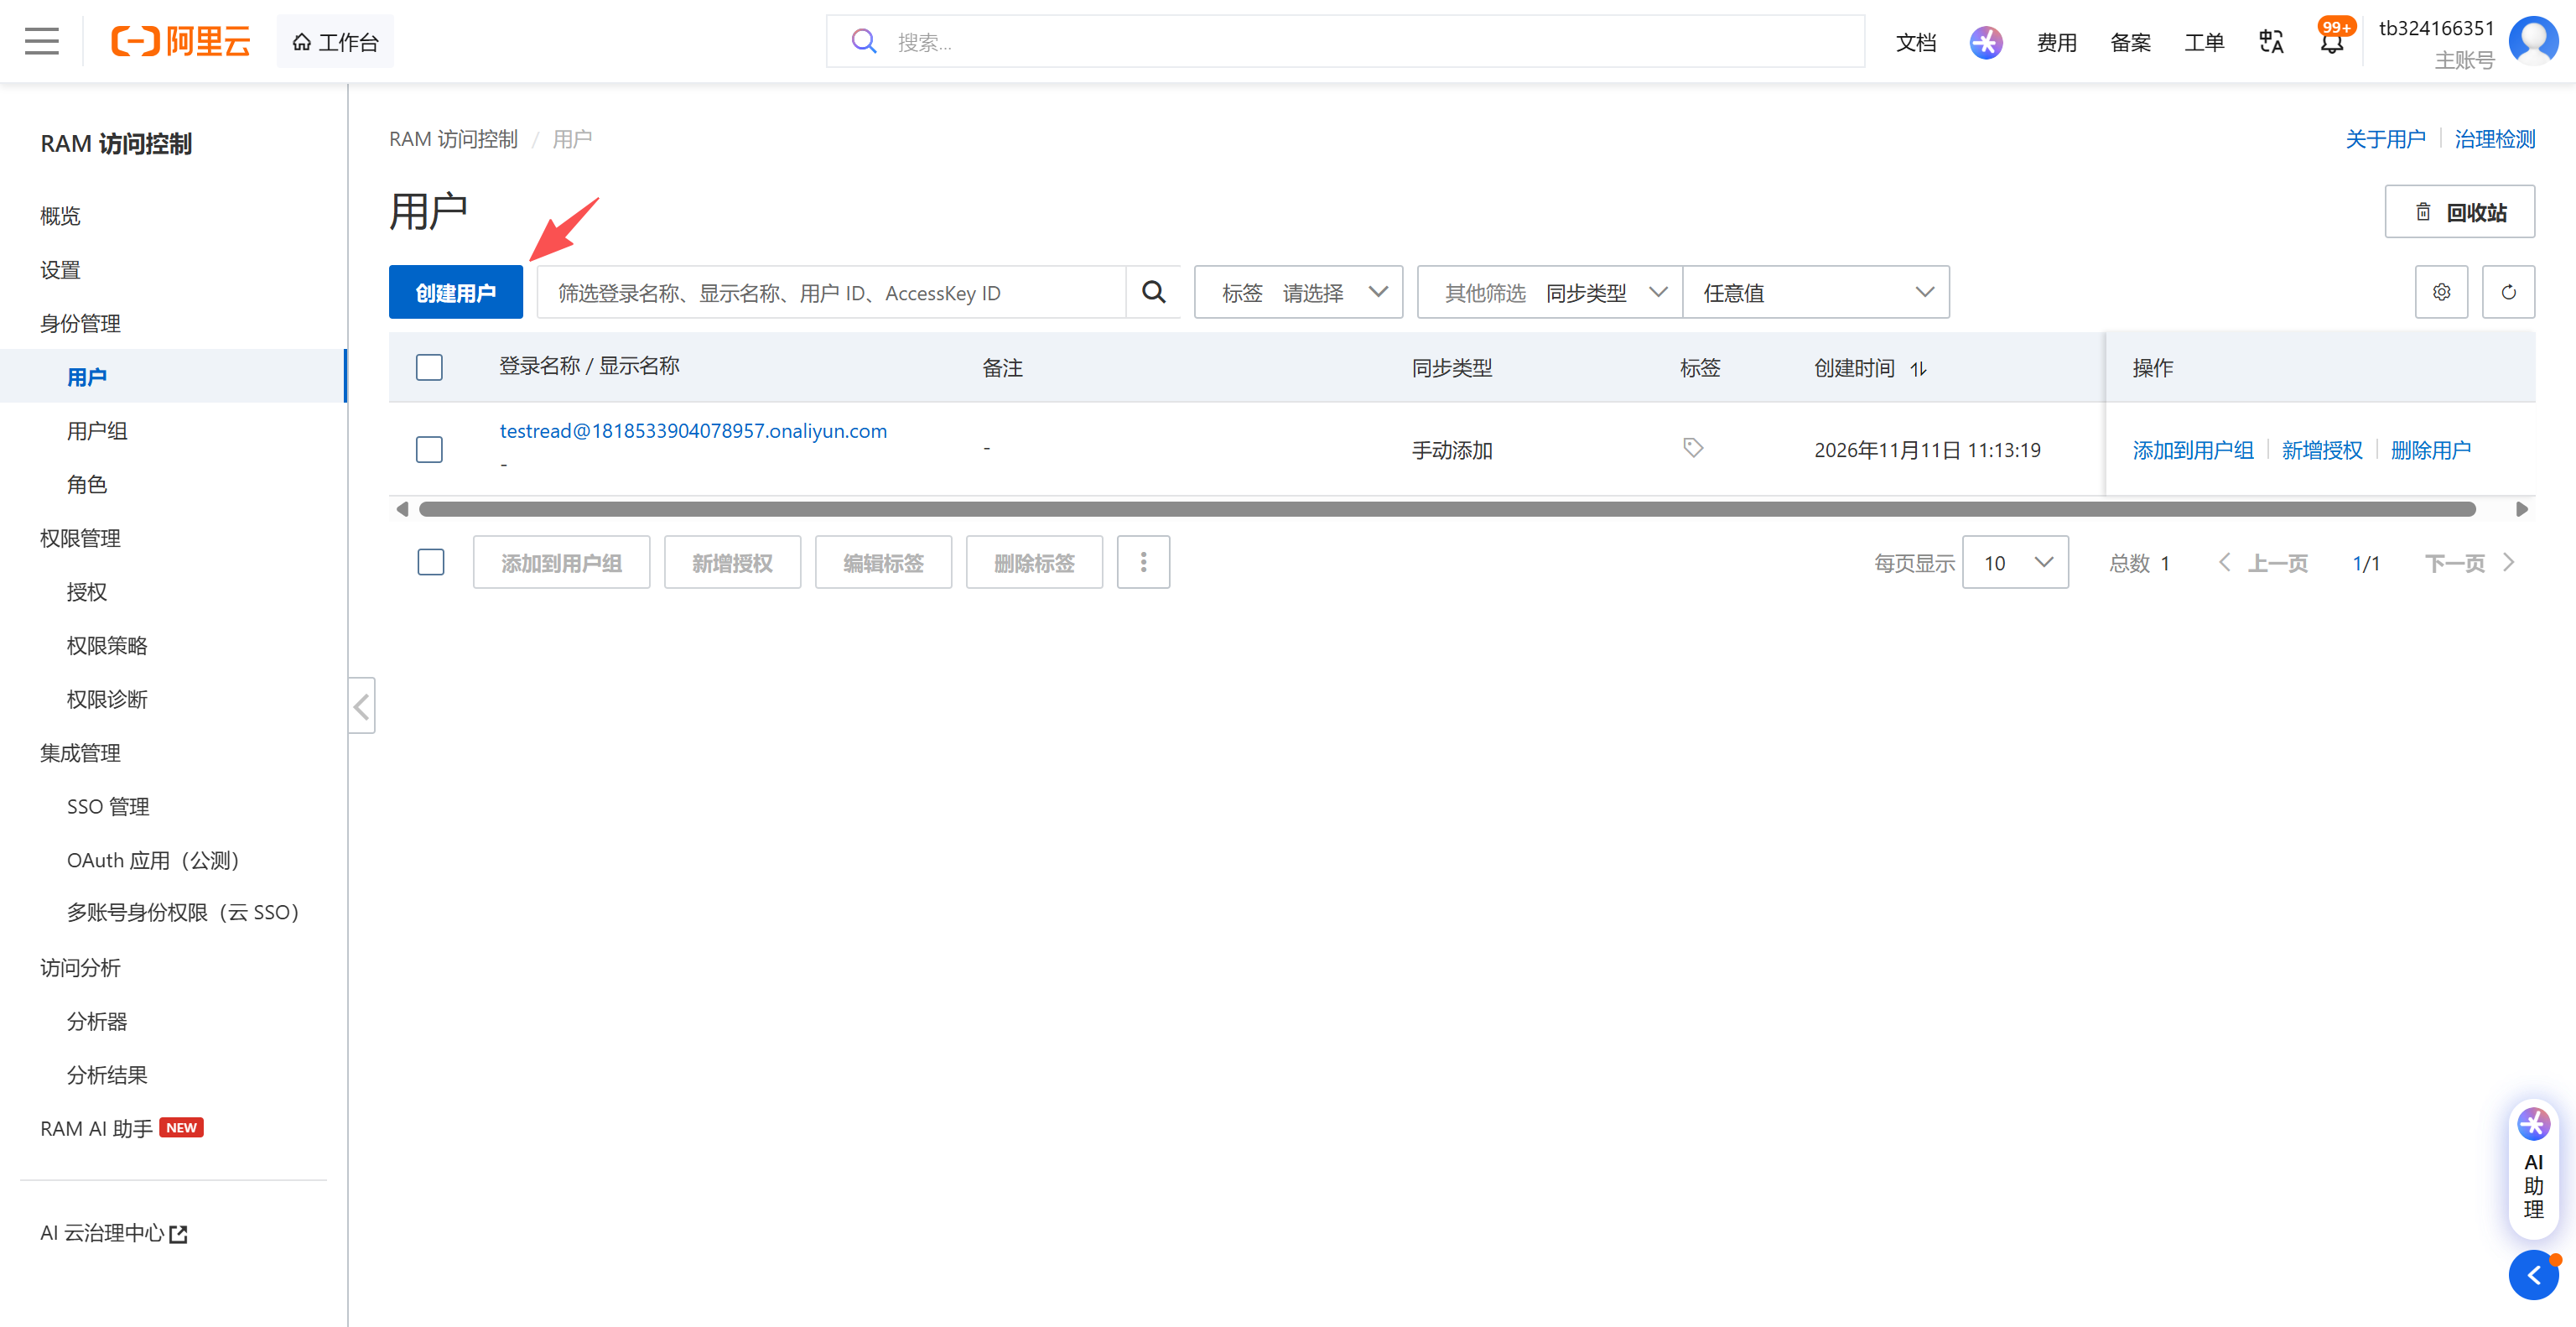 阿里云
工作台
搜索...
文档
费用
备案
工单
99+
tb324166351
主账号
RAM 访问控制
概览
设置
身份管理
用户
用户组
角色
权限管理
授权
权限策略
权限诊断
集成管理
SSO 管理
OAuth 应用（公测）
多账号身份权限（云 SSO）
访问分析
分析器
分析结果
RAM AI 助手 NEW
AI 云治理中心
RAM 访问控制 / 用户
关于用户
治理检测
用户
回收站
创建用户
筛选登录名称、显示名称、用户 ID、AccessKey ID
标签 请选择
其他筛选 同步类型
任意值
登录名称 / 显示名称 备注 同步类型 标签 创建时间 操作
testread@1818533904078957.onaliyun.com
-
-
手动添加
2026年11月11日 11:13:19
添加到用户组 新增授权 删除用户
添加到用户组 新增授权 编辑标签 删除标签
每页显示 10 总数 1 上一页 1/1 下一页
AI
助
理